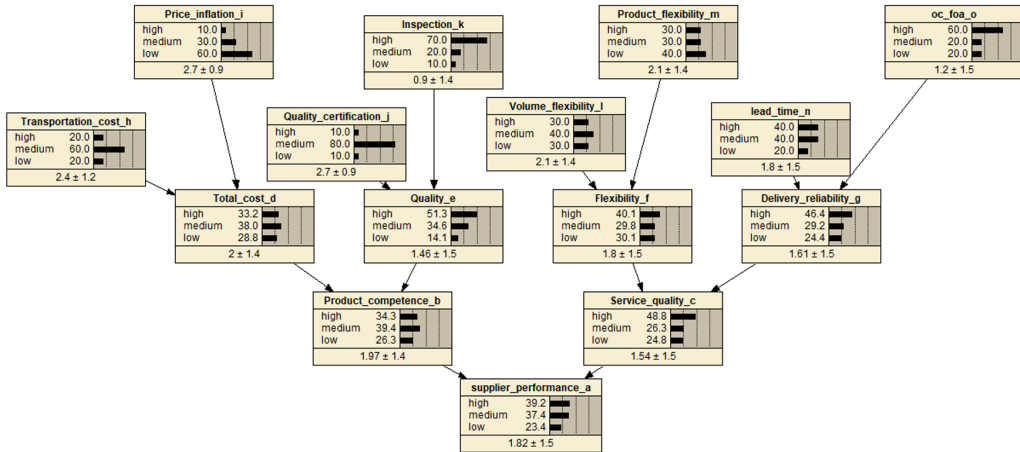 Price_inflation_i
high 10.0
medium 30.0
low 60.0
2.7 ± 0.9
Inspection_k
high 70.0
medium 20.0
low 10.0
0.9 ± 1.4
Product_flexibility_m
high 30.0
medium 30.0
low 40.0
2.1 ± 1.4
oc_foa_o
high 60.0
medium 20.0
low 20.0
1.2 ± 1.5
Transportation_cost_h
high 20.0
medium 60.0
low 20.0
2.4 ± 1.2
Quality_certification_j
high 10.0
medium 80.0
low 10.0
2.7 ± 0.9
Volume_flexibility_l
high 30.0
medium 40.0
low 30.0
2.1 ± 1.4
lead_time_n
high 40.0
medium 40.0
low 20.0
1.8 ± 1.5
Total_cost_d
high 33.2
medium 38.0
low 28.8
2 ± 1.4
Quality_e
high 51.3
medium 34.6
low 14.1
1.46 ± 1.5
Flexibility_f
high 40.1
medium 29.8
low 30.1
1.8 ± 1.5
Delivery_reliability_g
high 46.4
medium 29.2
low 24.4
1.61 ± 1.5
Product_competence_b
high 34.3
medium 39.4
low 26.3
1.97 ± 1.4
Service_quality_c
high 48.8
medium 26.3
low 24.8
1.54 ± 1.5
supplier_performance_a
high 39.2
medium 37.4
low 23.4
1.82 ± 1.5